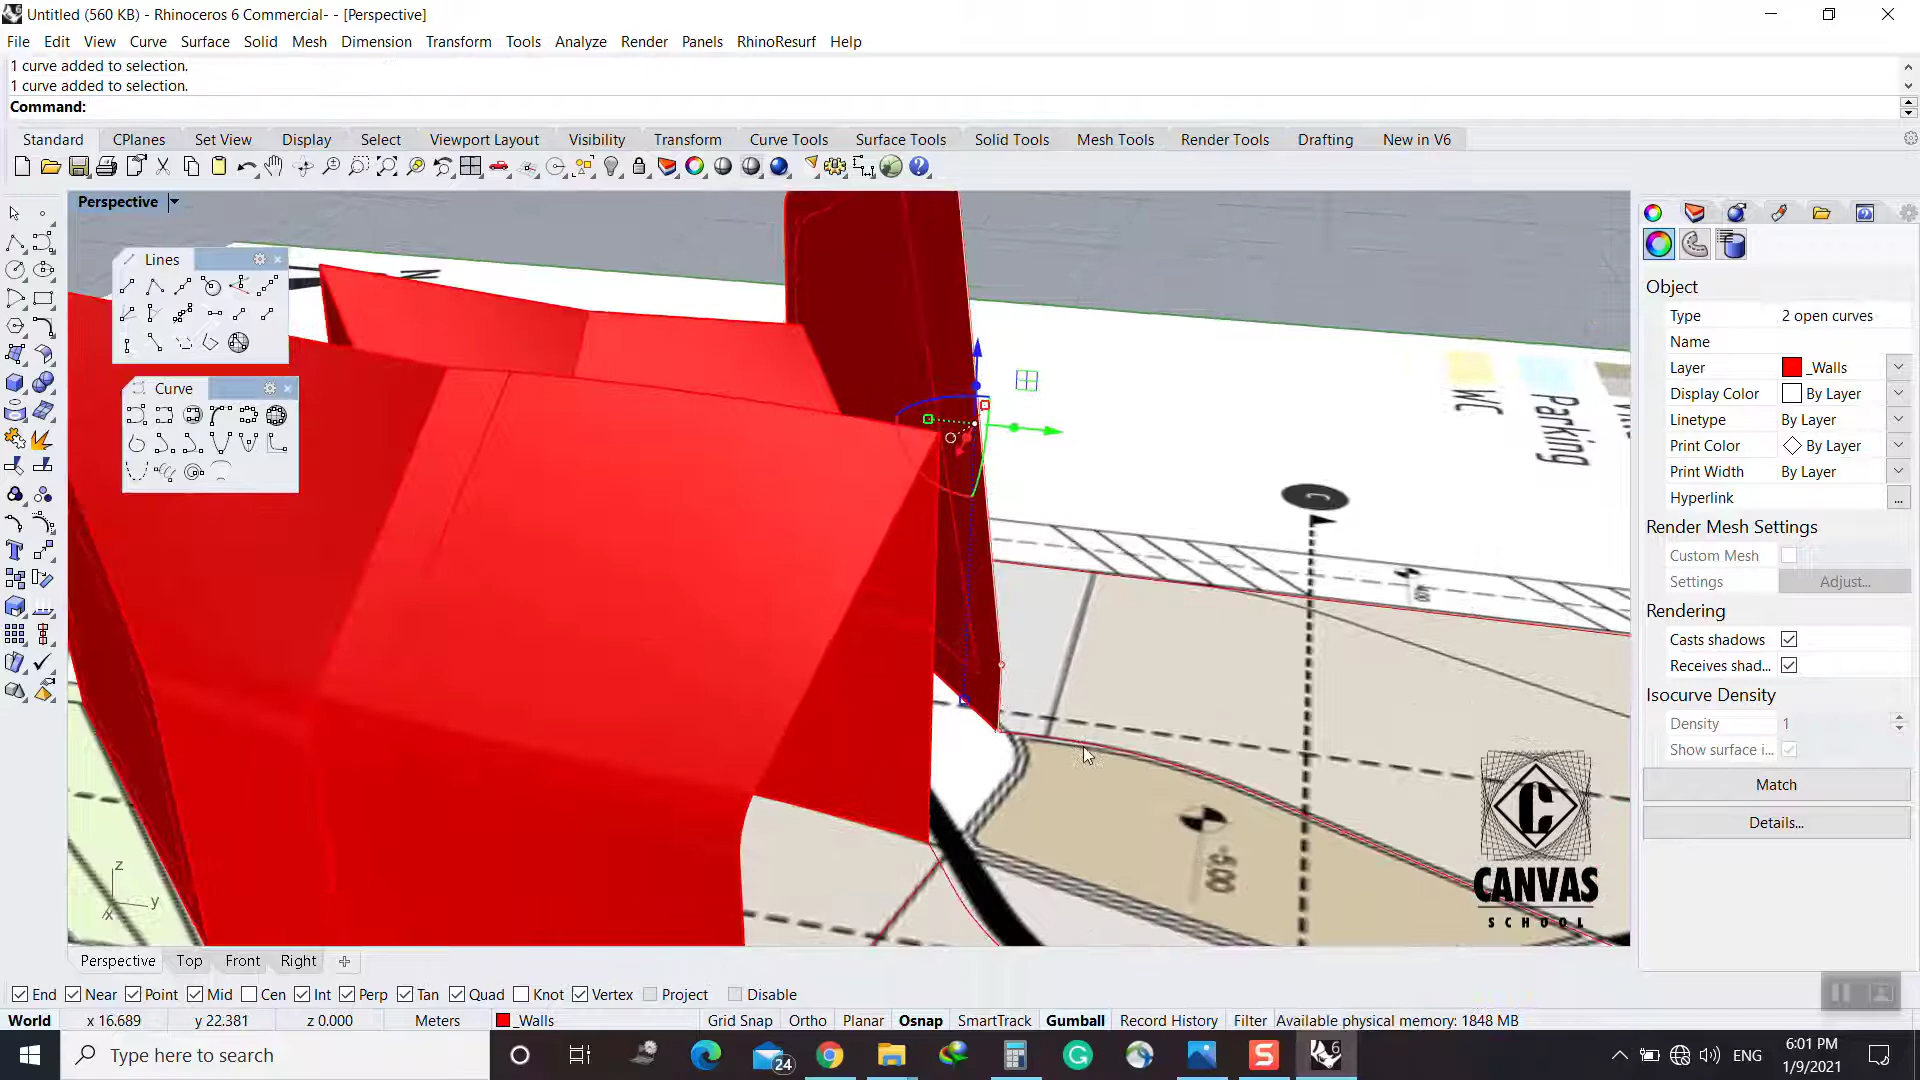 Untitled (560 KB) - Rhinoceros 6 Commercial- - [Perspective]
File Edit View Curve Surface Solid Mesh Dimension Transform Tools Analyze Render Panels RhinoResurf Help
1 curve added to selection.
1 curve added to selection.
Command:
Standard CPlanes Set View Display Select Viewport Layout Visibility Transform Curve Tools Surface Tools Solid Tools Mesh Tools Render Tools Drafting New in V6
Perspective
Lines
Curve
N
WC
Parking
C
-500
z
y
x
Object
Type 2 open curves
Name
Layer _Walls
Display Color By Layer
Linetype By Layer
Print Color By Layer
Print Width By Layer
Hyperlink ...
Render Mesh Settings
Custom Mesh
Settings Adjust...
Rendering
Casts shadows
Receives shad...
Isocurve Density
Density 1
Show surface i...
Match
Details...
CANVAS
SCHOOL
Perspective Top Front Right
End Near Point Mid Cen Int Perp Tan Quad Knot Vertex Project Disable
World x 16.689 y 22.381 z 0.000 Meters _Walls Grid Snap Ortho Planar Osnap SmartTrack Gumball Record History Filter Available physical memory: 1848 MB
Type here to search 24 6 ENG 6:01 PM
1/9/2021